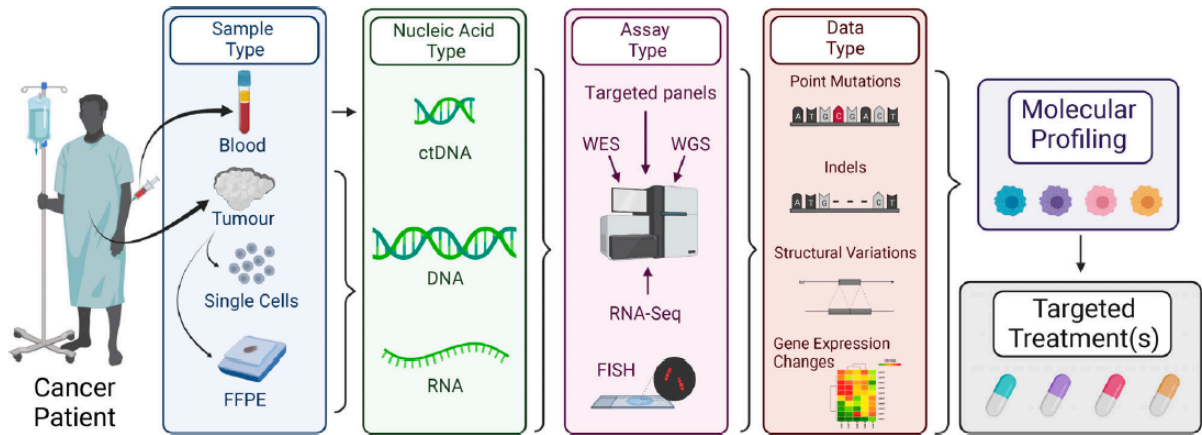 Cancer
Patient
Sample
Type
Blood
Tumour
Single Cells
FFPE
Nucleic Acid
Type
ctDNA
DNA
RNA
Assay
Type
Targeted panels
WES
WGS
RNA-Seq
FISH
Data
Type
Point Mutations
A T G C G A C T
Indels
A T G - - - C T
Structural Variations
Gene Expression
Changes
Molecular
Profiling
Targeted
Treatment(s)